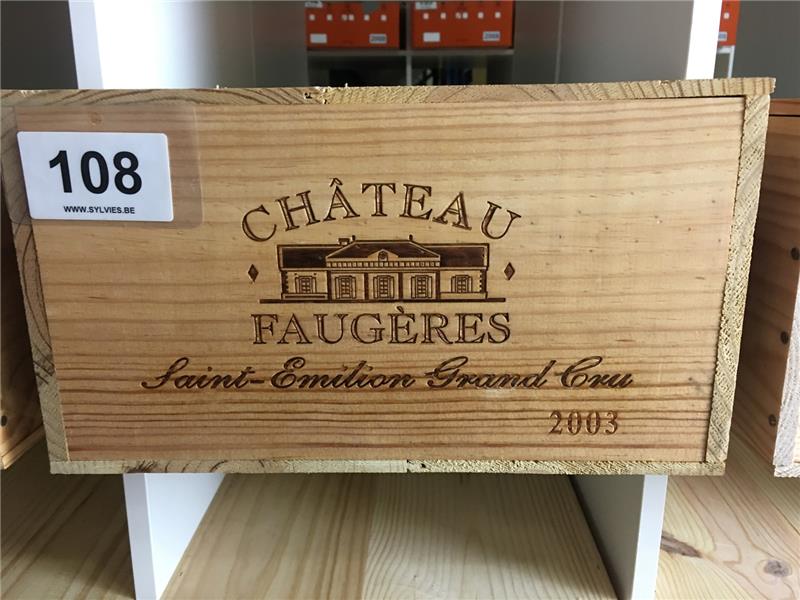 108
WWW.SYLVIES.BE
CHÂTEAU
FAUGÈRES
Saint-Emilion Grand Cru
2003